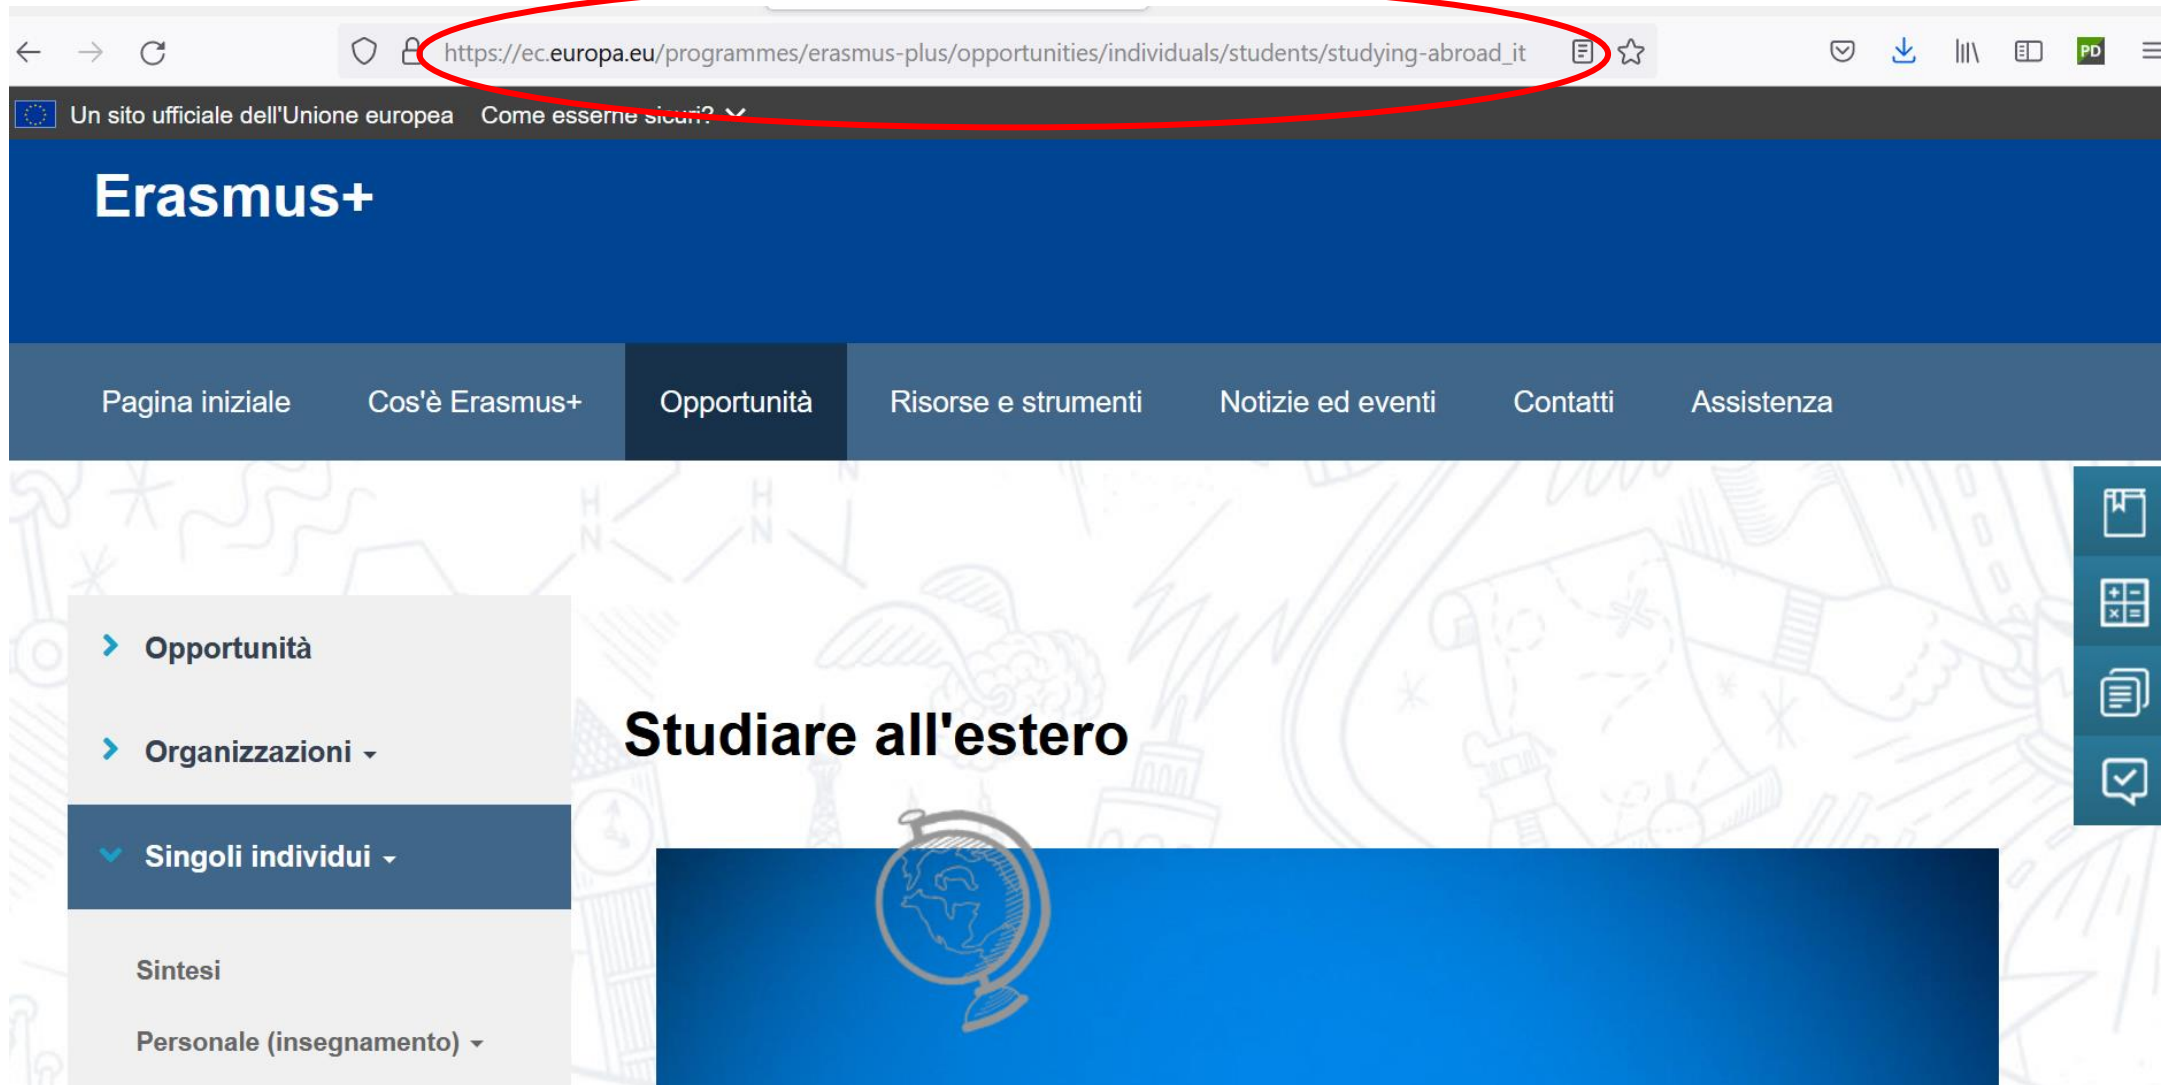 https://ec.europa.eu/programmes/erasmus-plus/opportunities/individuals/students/studying-abroad_it
PD
Un sito ufficiale dell'Unione europea Come esserne sicuri?
Erasmus+
Pagina iniziale Cos'è Erasmus+ Opportunità Risorse e strumenti Notizie ed eventi Contatti Assistenza
H H N
N N
Opportunità
Organizzazioni
Studiare all'estero
Singoli individui
Sintesi
Personale (insegnamento)